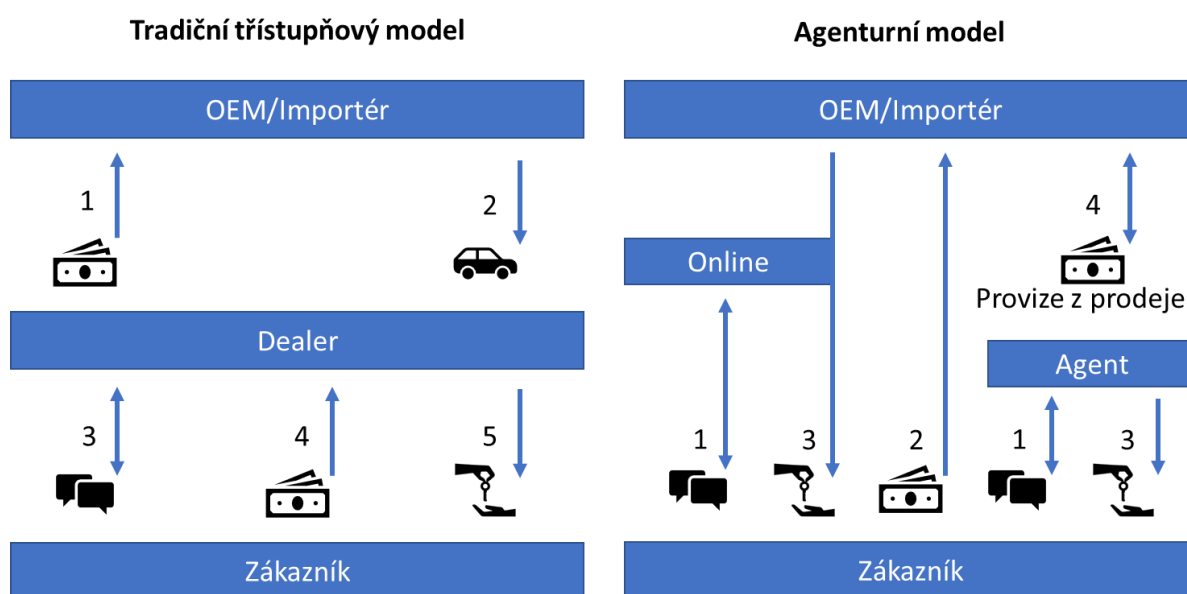 Tradiční třístupňový model
OEM/Importér
1
2
Dealer
3
4
5
Zákazník
Agenturní model
OEM/Importér
4
Online
Provize z prodeje
Agent
1
3
2
1
3
Zákazník